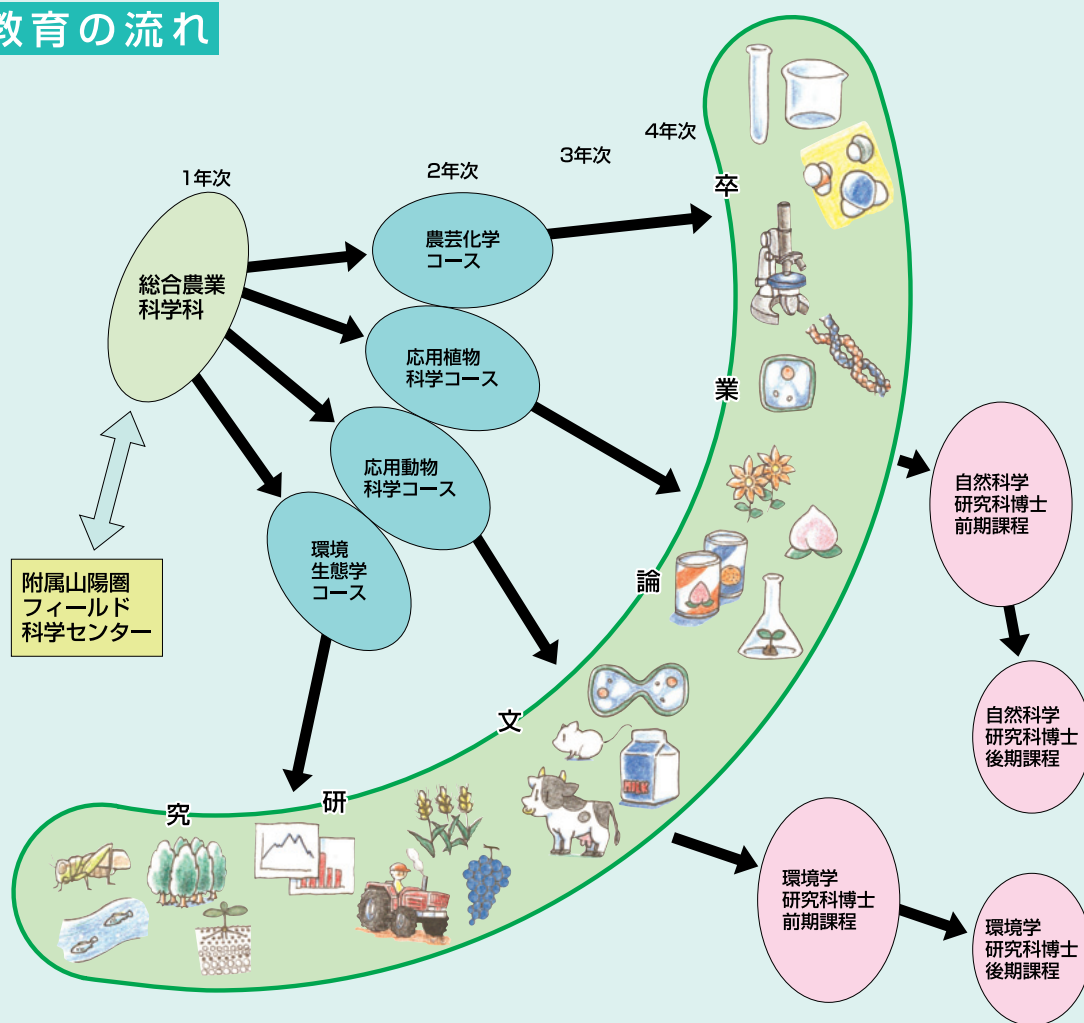 教育の流れ
1年次
2年次
3年次
4年次
総合農業
科学科
農芸化学
コース
応用植物
科学コース
応用動物
科学コース
環境
生態学
コース
附属山陽圏
フィールド
科学センター
卒業論文研究
MILK
自然科学
研究科博士
前期課程
自然科学
研究科博士
後期課程
環境学
研究科博士
前期課程
環境学
研究科博士
後期課程